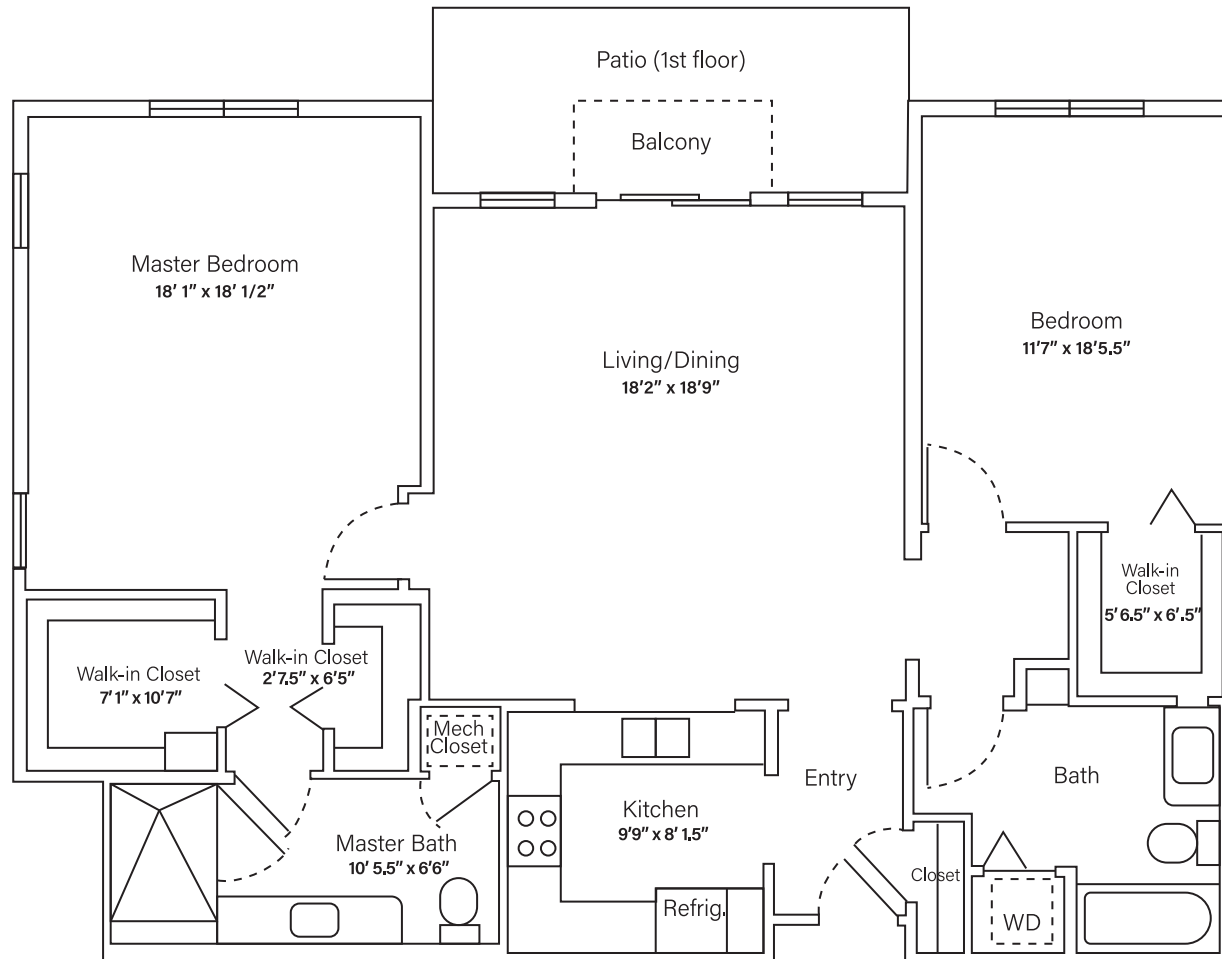 Patio (1st floor)
Balcony
Master Bedroom
18’ 1” x 18’ 1/2”
Living/Dining
18’2” x 18’9”
Bedroom
11’7” x 18’5.5”
Walk-in
Closet
5’ 6.5” x 6’.5”
Walk-in Closet
7’1” x 10’7”
Walk-in Closet
2’7.5” x 6’5”
Mech
Closet
Master Bath
10’ 5.5” x 6’6”
Kitchen
9’9” x 8’ 1.5”
Refrig.
Entry
Closet
Bath
WD